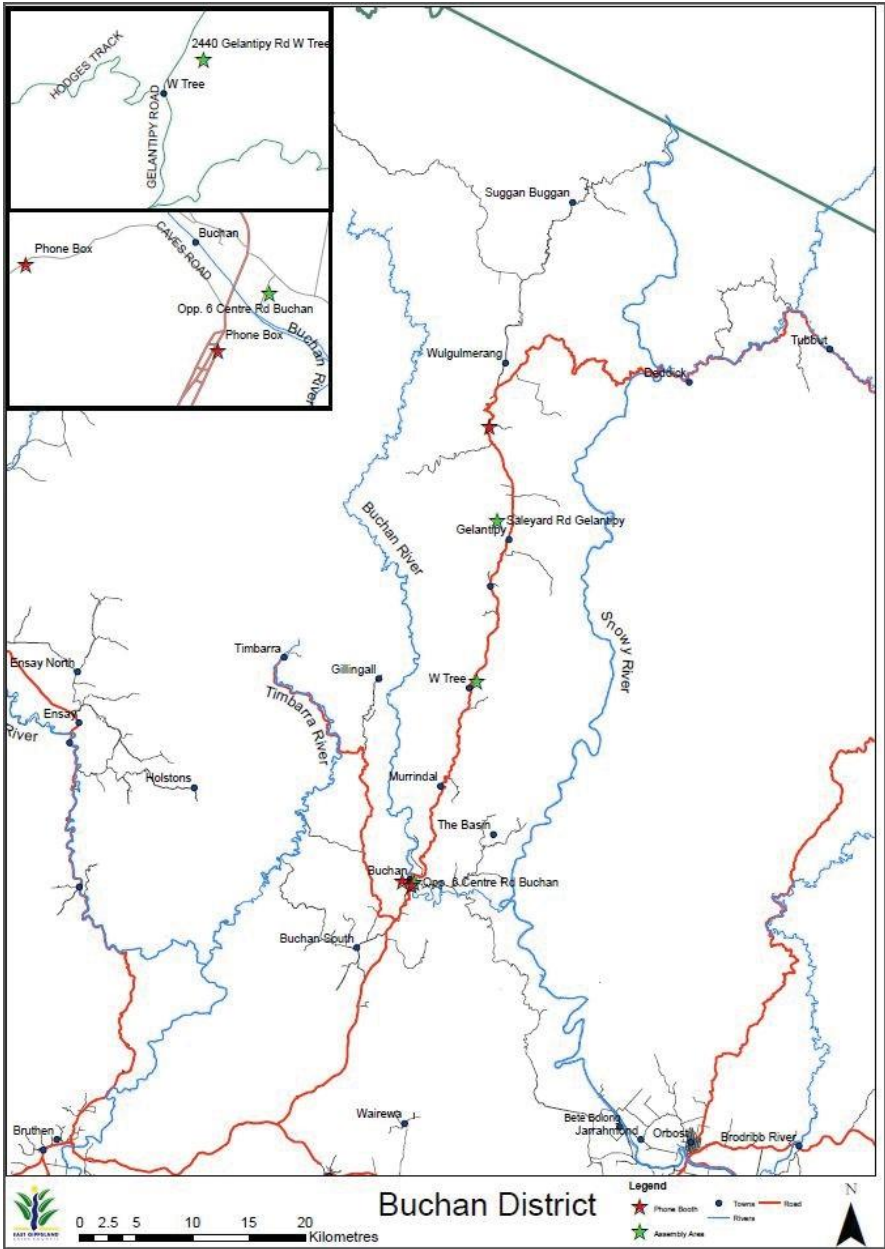 2440 Gelantipy Rd W Tree
HODGES TRACK
W Tree
GELANTIPY ROAD
Buchan
CAVES ROAD
Phone Box
Opp. 6 Centre Rd Buchan
Phone Box
Buchan River
Suggan Buggan
Wulgulmerang
Tubbut
Deddick
Buchan River
Saleyard Rd Gelantipy
Gelantipy
Snowy River
Timbarra
Ensay North
Gillingall
W Tree
Timbarra River
Ensay
River
Holstons
Murrindal
The Basin
Buchan
Opp. 6 Centre Rd Buchan
Buchan South
Wairewa
Bete Bolong
Bruthen
Jarrahmond
Orbost
Brodribb River
EAST GIPPSLAND
SHIRE COUNCIL
0 2.5 5 10 15 20
Kilometres
Buchan District
Legend
Phone Booth
Towns
Road
Rivers
Assembly Area
N